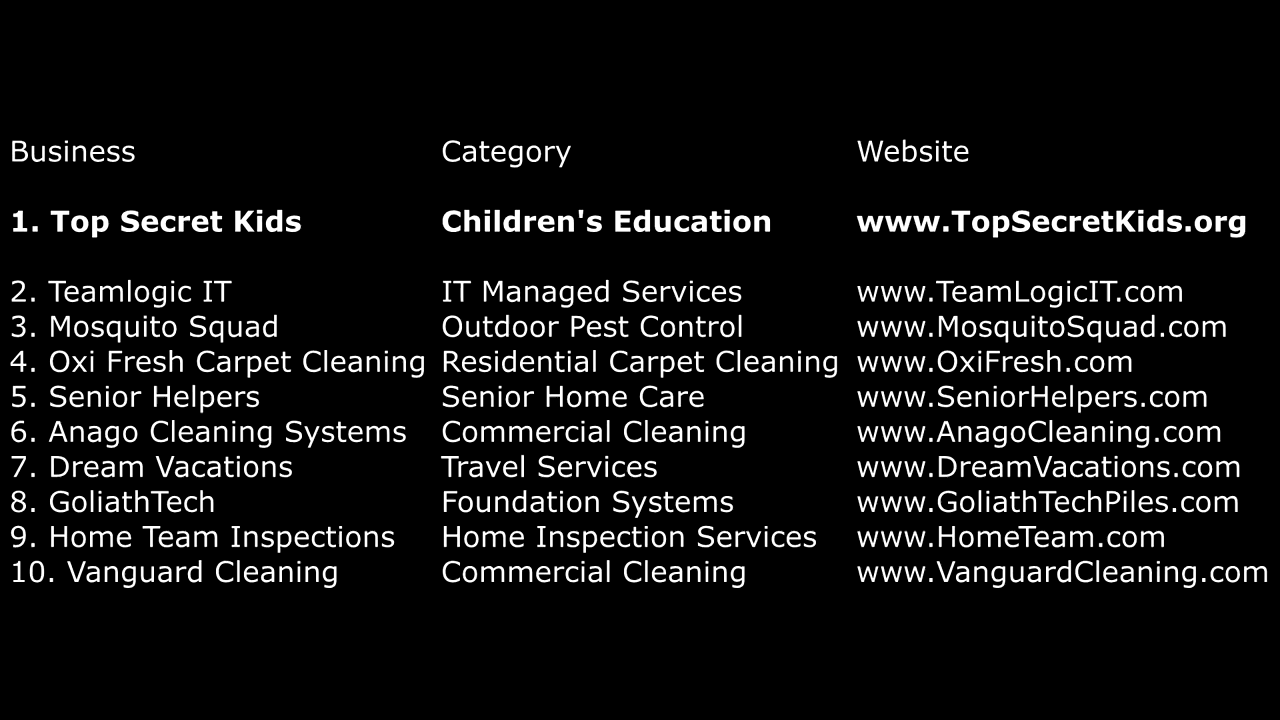 Business Category Website
1. Top Secret Kids Children's Education www.TopSecretKids.org
2. Teamlogic IT IT Managed Services www.TeamLogicIT.com
3. Mosquito Squad Outdoor Pest Control www.MosquitoSquad.com
4. Oxi Fresh Carpet Cleaning Residential Carpet Cleaning www.OxiFresh.com
5. Senior Helpers Senior Home Care www.SeniorHelpers.com
6. Anago Cleaning Systems Commercial Cleaning www.AnagoCleaning.com
7. Dream Vacations Travel Services www.DreamVacations.com
8. GoliathTech Foundation Systems www.GoliathTechPiles.com
9. Home Team Inspections Home Inspection Services www.HomeTeam.com
10. Vanguard Cleaning Commercial Cleaning www.VanguardCleaning.com